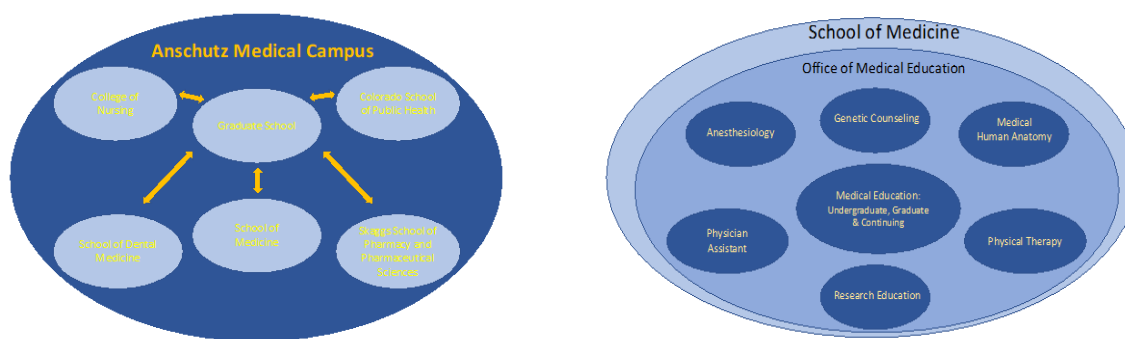 Anschutz Medical Campus
College of
Nursing
Graduate School
Colorado School
of Public Health
School of Dental
Medicine
School of
Medicine
Skaggs School of
Pharmacy and
Pharmaceutical
Sciences
School of Medicine
Office of Medical Education
Anesthesiology
Genetic Counseling
Medical
Human Anatomy
Medical Education:
Undergraduate, Graduate
& Continuing
Physician
Assistant
Physical Therapy
Research Education